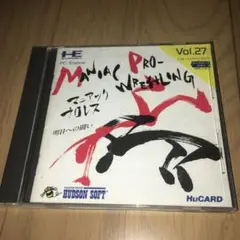 PC Engine
Vol.27
MANIAC PRO-
WRESTLING
マニアック
プロレス
明日への闘い
HUDSON SOFT
HuCARD